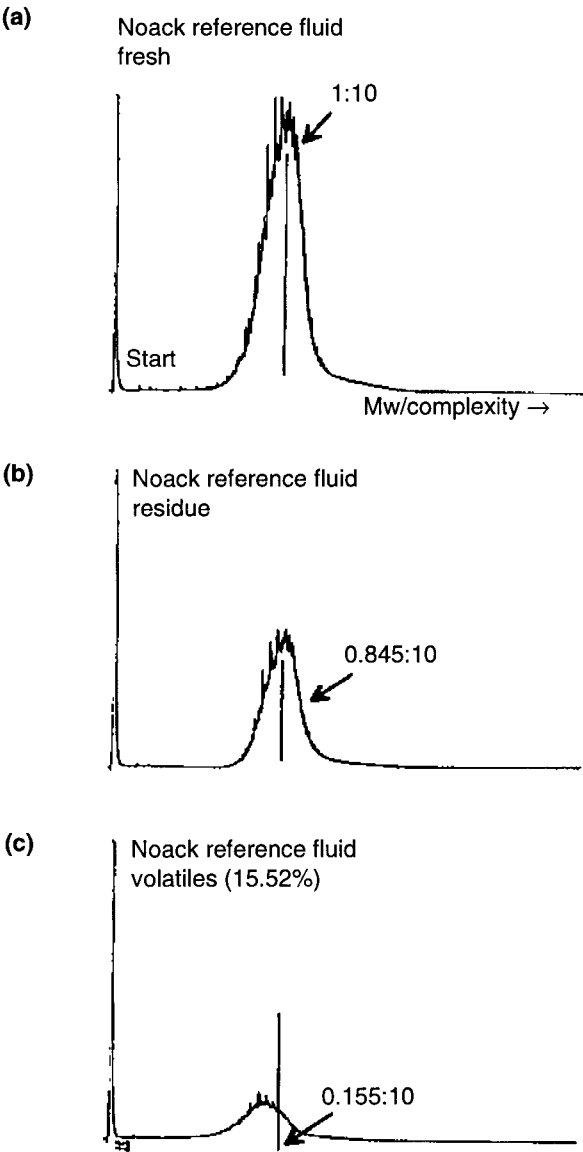 (a)
Noack reference fluid
fresh
1:10
Start
Mw/complexity →
(b)
Noack reference fluid
residue
0.845:10
(c)
Noack reference fluid
volatiles (15.52%)
0.155:10